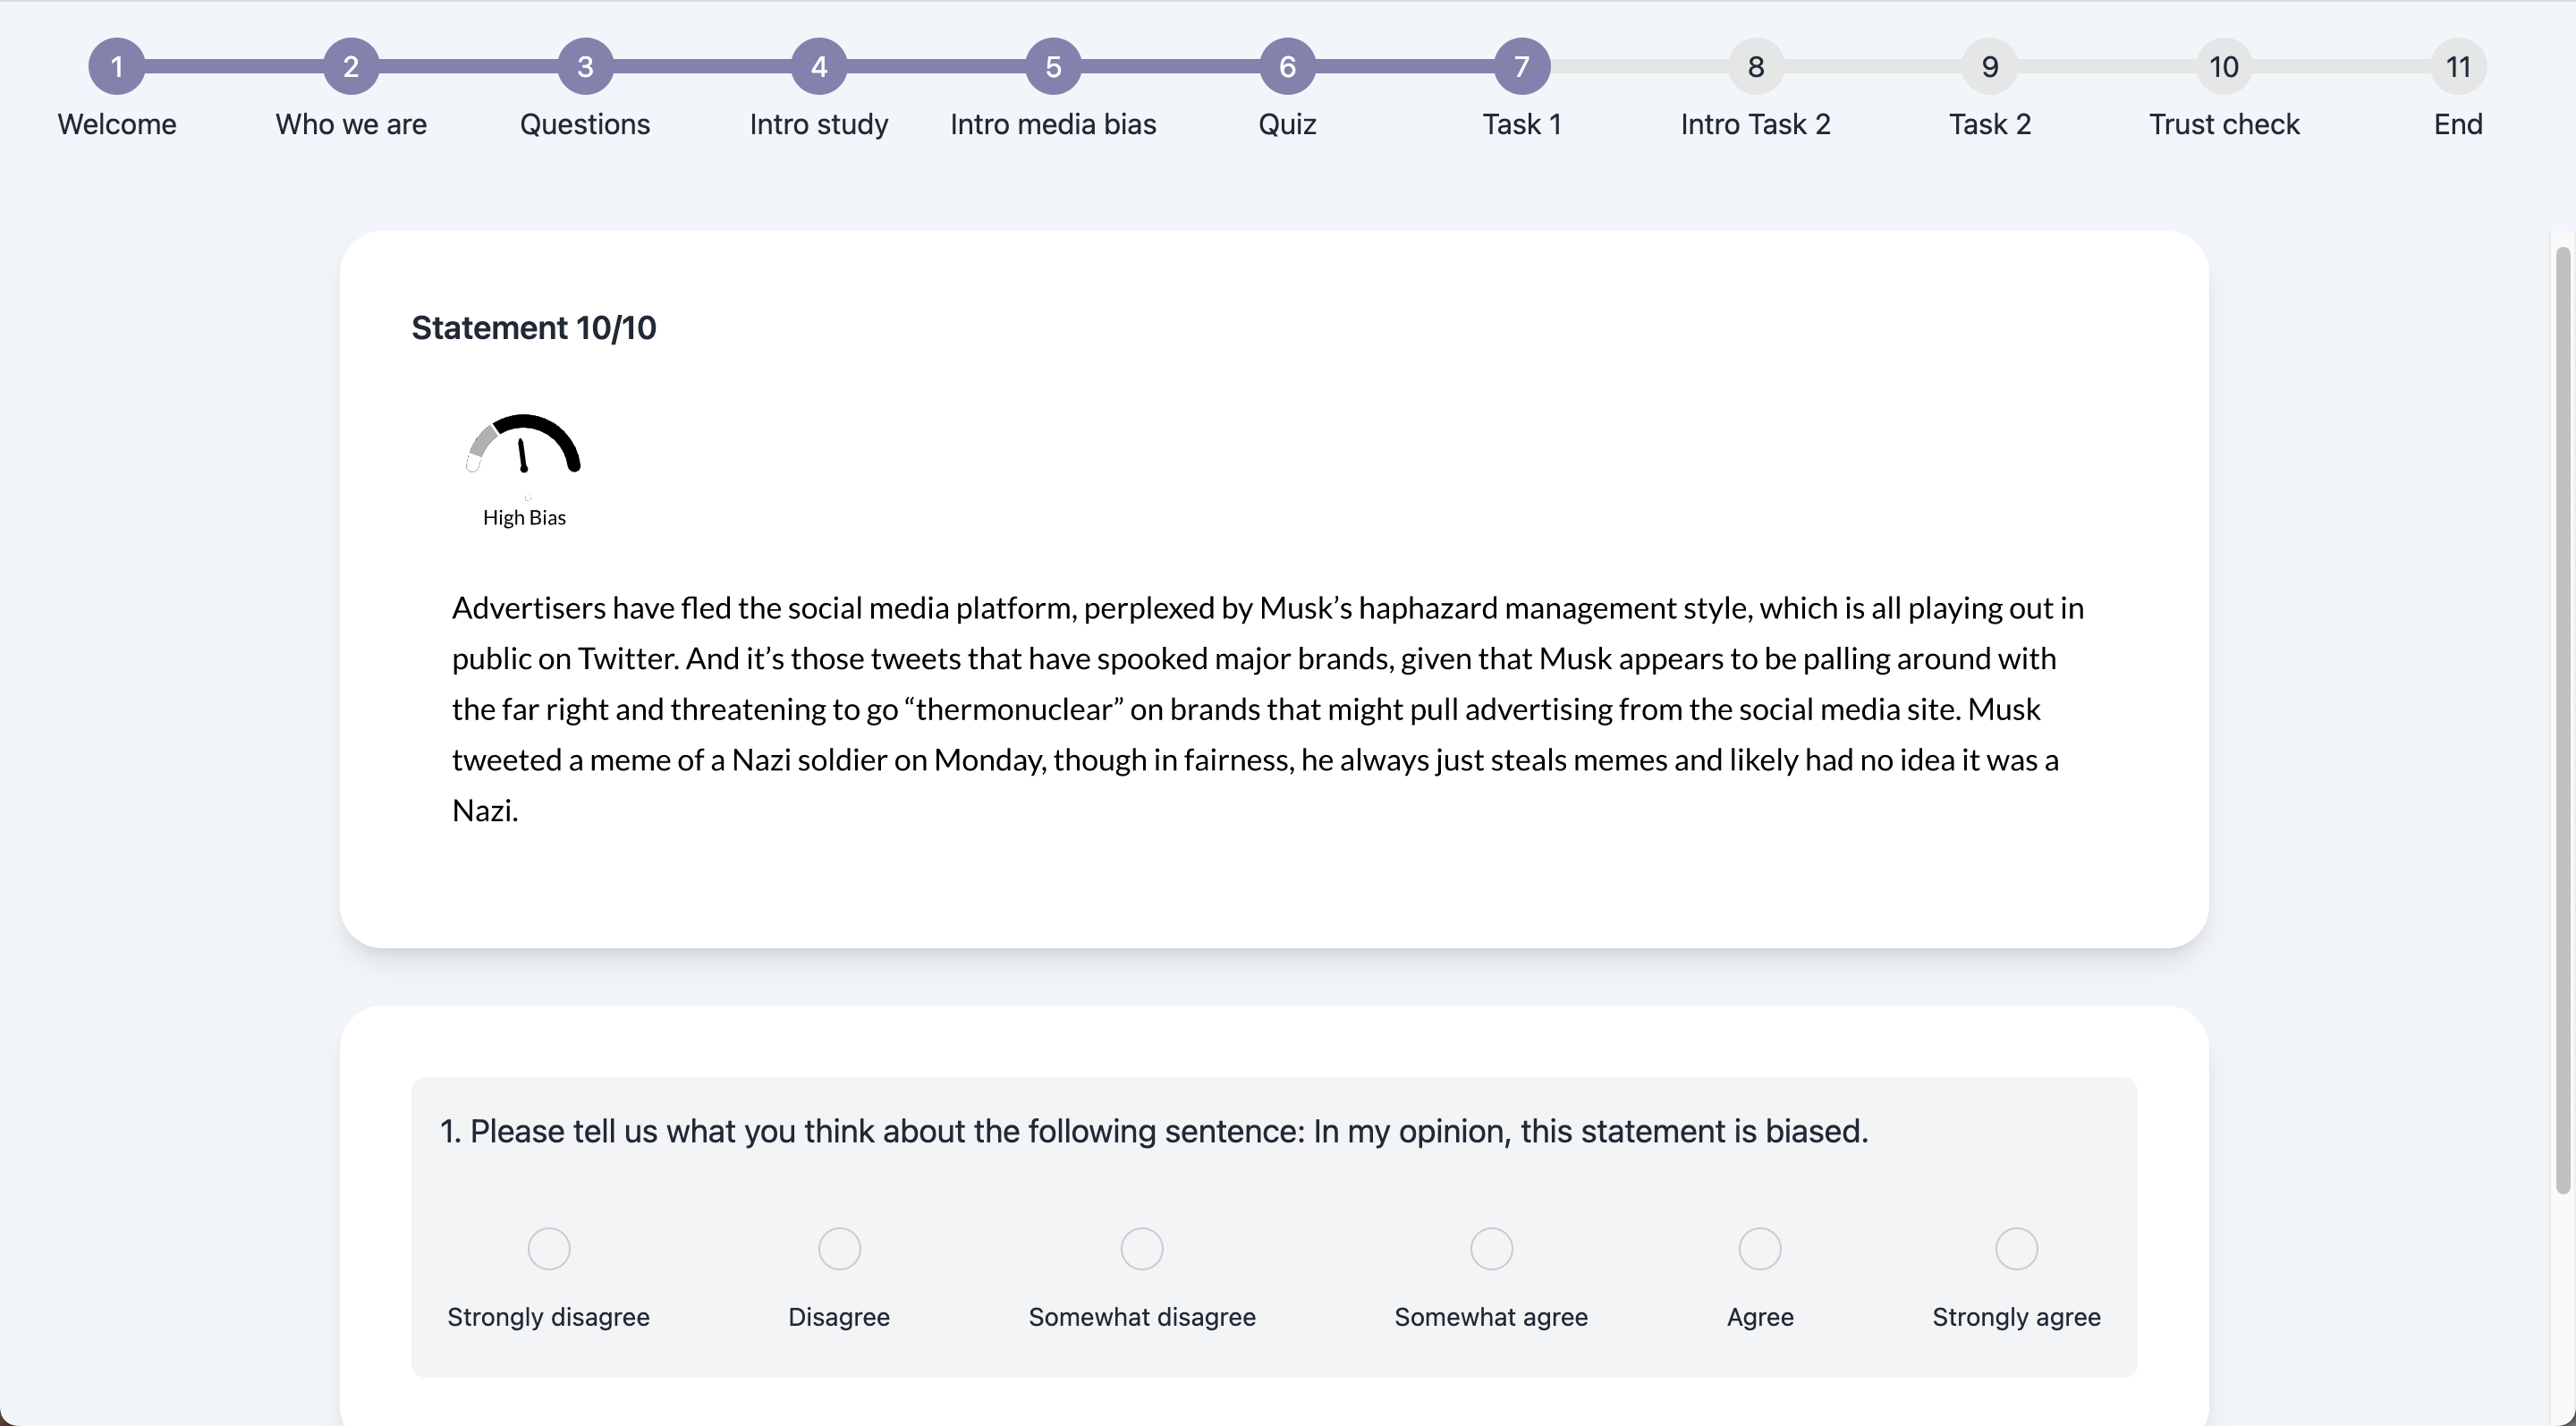 1 2 3 4 5 6 7 8 9 10 11
Welcome Who we are Questions Intro study Intro media bias Quiz Task 1 Intro Task 2 Task 2 Trust check End
Statement 10/10
High Bias
Advertisers have fled the social media platform, perplexed by Musk’s haphazard management style, which is all playing out in
public on Twitter. And it’s those tweets that have spooked major brands, given that Musk appears to be palling around with
the far right and threatening to go “thermonuclear” on brands that might pull advertising from the social media site. Musk
tweeted a meme of a Nazi soldier on Monday, though in fairness, he always just steals memes and likely had no idea it was a
Nazi.
1. Please tell us what you think about the following sentence: In my opinion, this statement is biased.
Strongly disagree Disagree Somewhat disagree Somewhat agree Agree Strongly agree